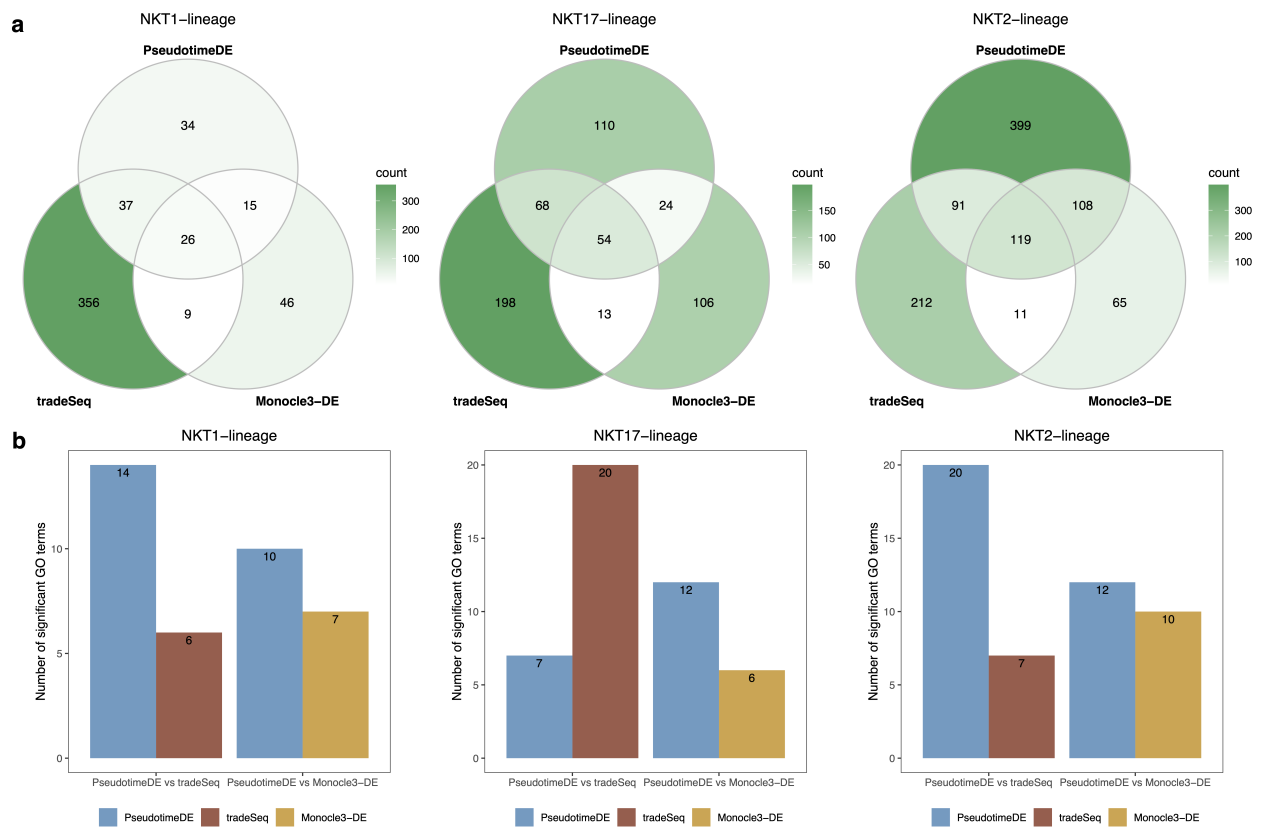 a
NKT1−lineage
PseudotimeDE
34
37
15
26
356
9
46
tradeSeq
Monocle3−DE
count
300
200
100
NKT17−lineage
PseudotimeDE
110
68
24
54
198
13
106
tradeSeq
Monocle3−DE
count
150
100
50
NKT2−lineage
PseudotimeDE
399
91
108
119
212
11
65
tradeSeq
Monocle3−DE
count
300
200
100
b
NKT1−lineage
Number of significant GO terms
10
5
0
14
6
10
7
PseudotimeDE vs tradeSeq
PseudotimeDE vs Monocle3−DE
PseudotimeDE
tradeSeq
Monocle3−DE
NKT17−lineage
Number of significant GO terms
20
15
10
5
0
7
20
12
6
PseudotimeDE vs tradeSeq
PseudotimeDE vs Monocle3−DE
PseudotimeDE
tradeSeq
Monocle3−DE
NKT2−lineage
Number of significant GO terms
20
15
10
5
0
20
7
12
10
PseudotimeDE vs tradeSeq
PseudotimeDE vs Monocle3−DE
PseudotimeDE
tradeSeq
Monocle3−DE